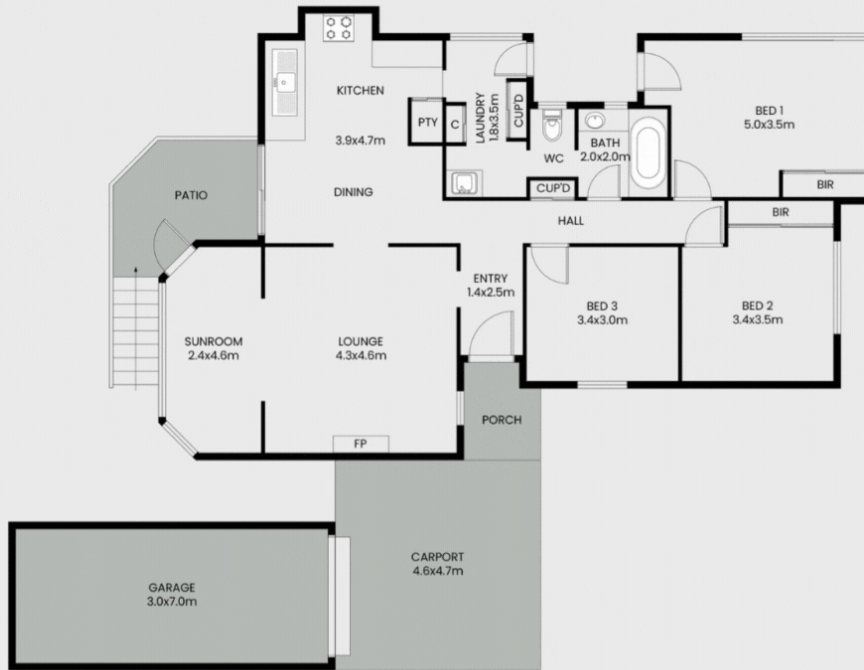 KITCHEN
3.9x4.7m
DINING
PTY
C
LAUNDRY
1.8x3.5m
CUP'D
WC
CUP'D
BATH
2.0x2.0m
BED 1
5.0x3.5m
BIR
PATIO
HALL
BIR
ENTRY
1.4x2.5m
BED 3
3.4x3.0m
BED 2
3.4x3.5m
SUNROOM
2.4x4.6m
LOUNGE
4.3x4.6m
FP
PORCH
CARPORT
4.6x4.7m
GARAGE
3.0x7.0m